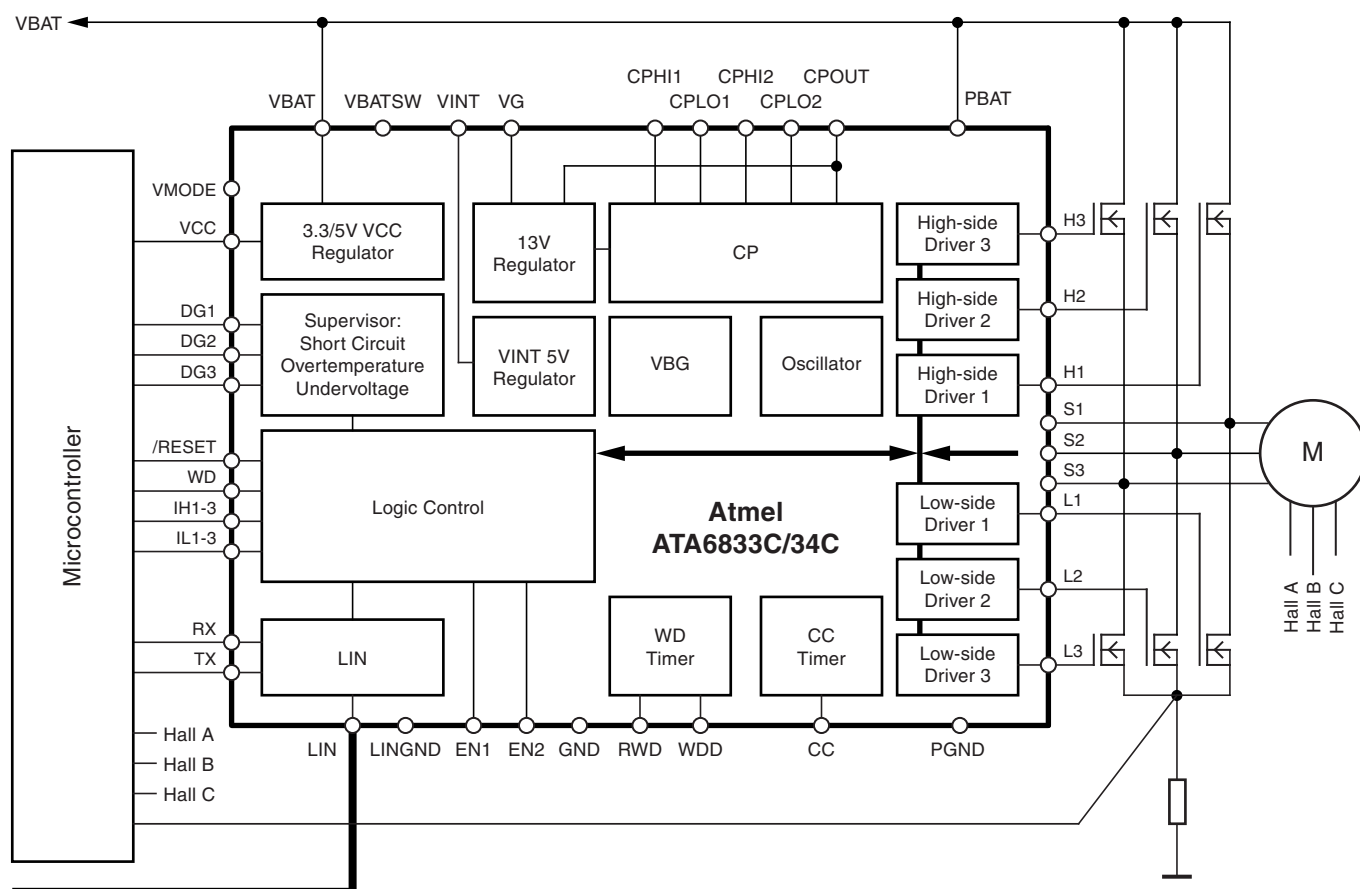 VBAT
CPHI1
CPHI2
CPOUT
VBAT
VBATSW
VINT
VG
CPLO1
CPLO2
PBAT
VMODE
VCC
DG1
DG2
DG3
/RESET
WD
IH1-3
IL1-3
RX
TX
Microcontroller
3.3/5V VCC
Regulator
13V
Regulator
CP
High-side
Driver 3
High-side
Driver 2
High-side
Driver 1
Supervisor:
Short Circuit
Overtemperature
Undervoltage
VINT 5V
Regulator
VBG
Oscillator
Logic Control
Atmel
ATA6833C/34C
Low-side
Driver 1
Low-side
Driver 2
Low-side
Driver 3
LIN
WD
Timer
CC
Timer
H3
H2
H1
S1
S2
S3
L1
L2
L3
M
Hall A
Hall B
Hall C
LIN
LINGND
EN1
EN2
GND
RWD
WDD
CC
PGND
Hall A
Hall B
Hall C